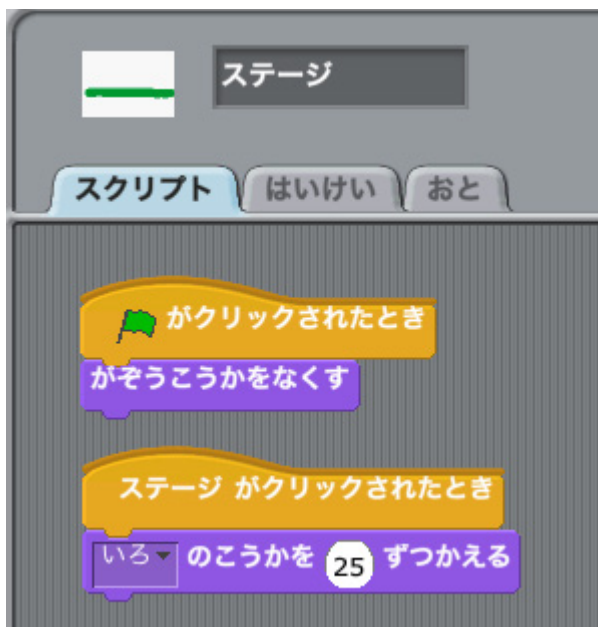 ステージ
スクリプト はいけい おと
がクリックされたとき
がぞうこうかをなくす
ステージ がクリックされたとき
いろ のこうかを 25 ずつかえる